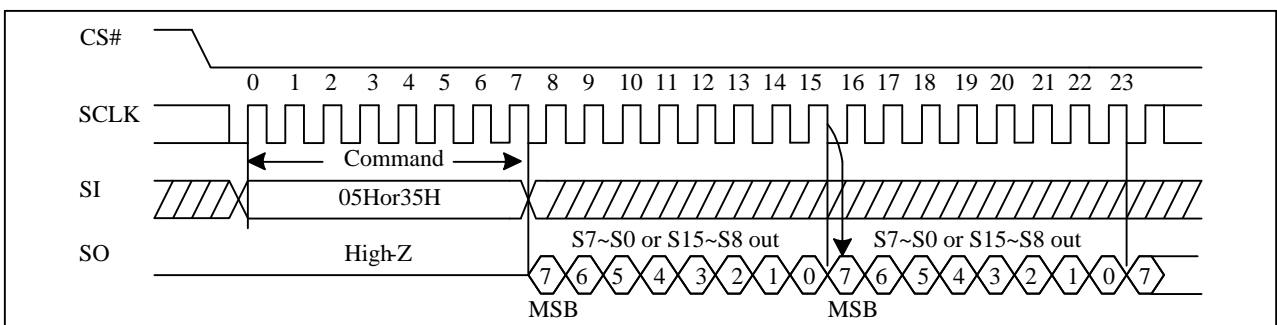 CS#
0 1 2 3 4 5 6 7 8 9 10 11 12 13 14 15 16 17 18 19 20 21 22 23
SCLK
Command
SI
05Hor35H
S7~S0 or S15~S8 out S7~S0 or S15~S8 out
SO
High-Z
7 6 5 4 3 2 1 0 7 6 5 4 3 2 1 0 7
MSB MSB